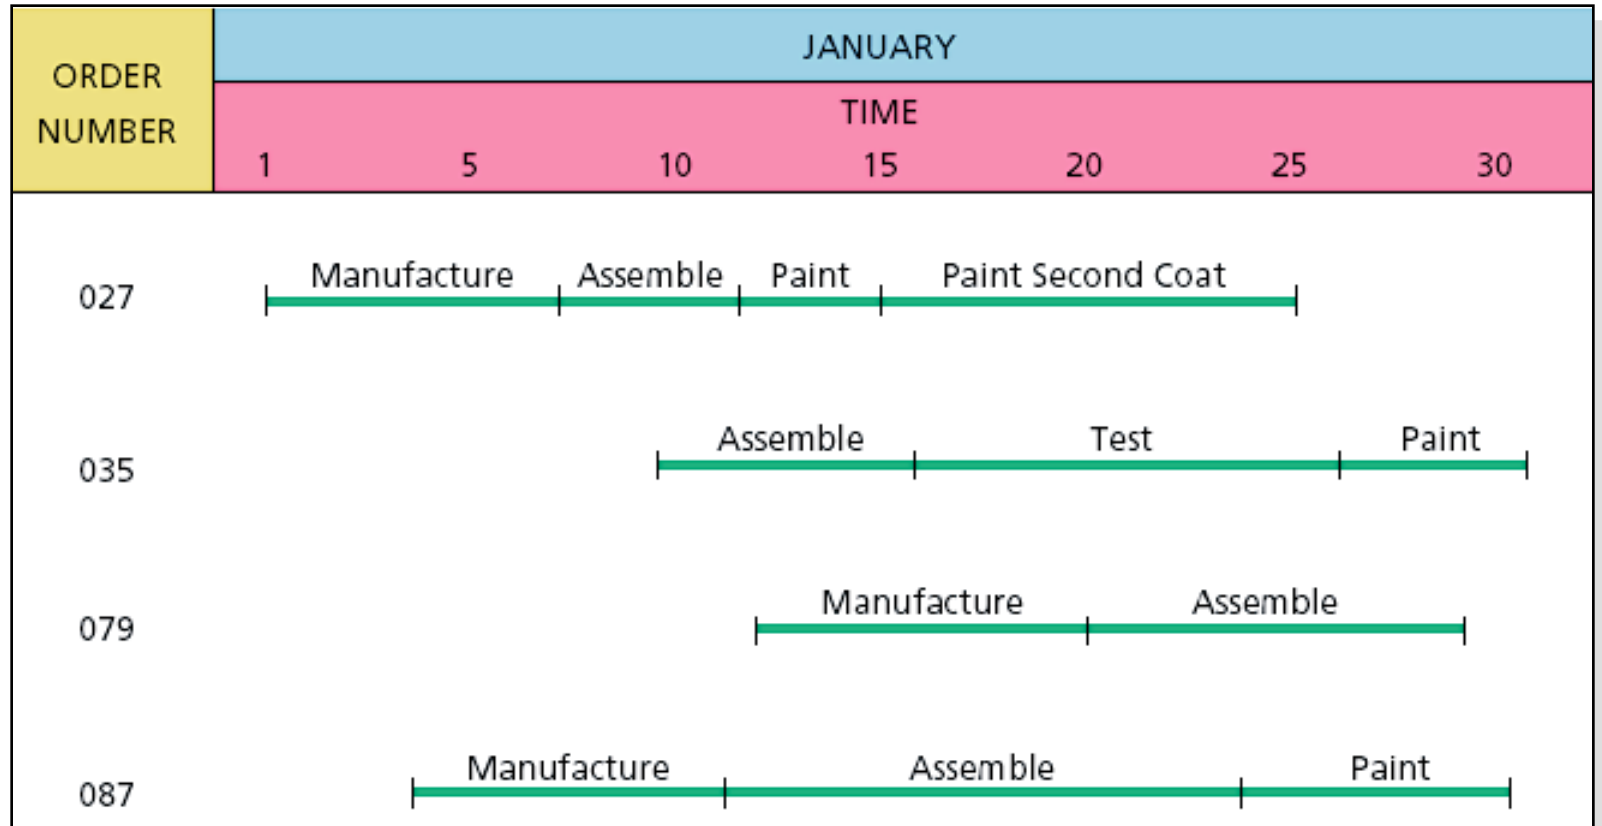 ORDER
NUMBER
JANUARY
TIME
1 5 10 15 20 25 30
027 Manufacture Assemble Paint Paint Second Coat
035 Assemble Test Paint
079 Manufacture Assemble
087 Manufacture Assemble Paint